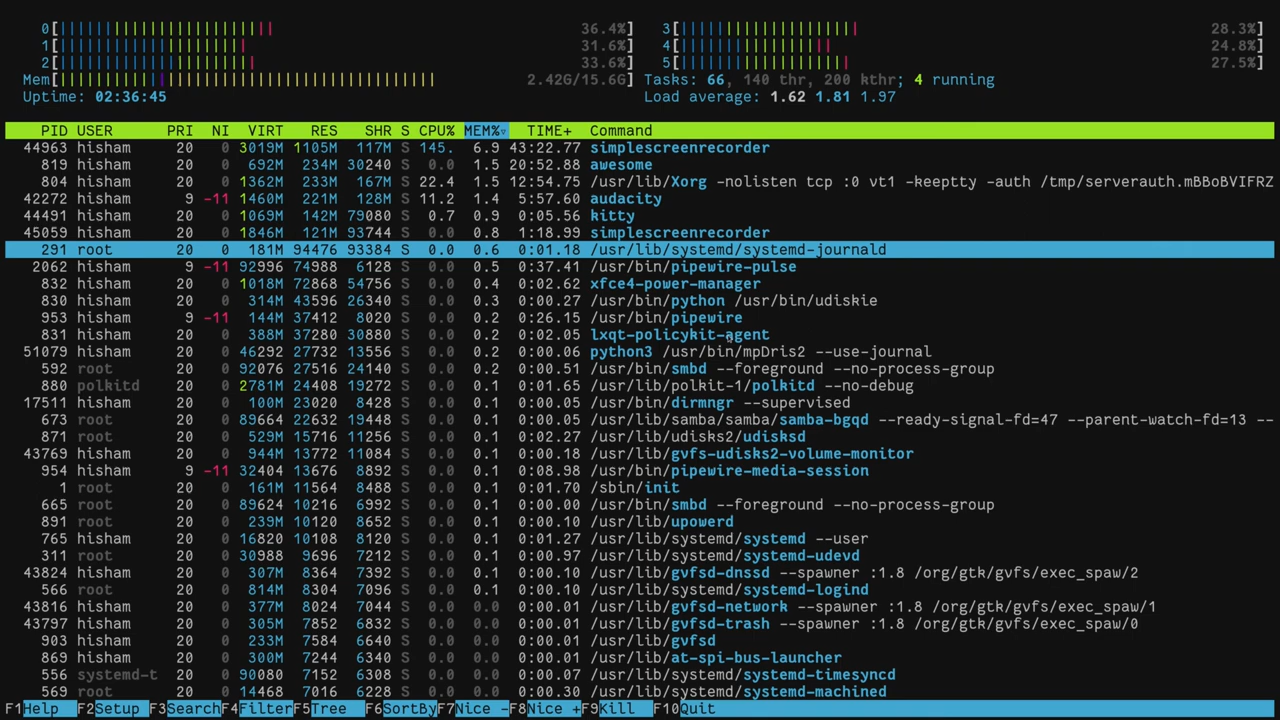 0[|||||||||||||||||||||||| 36.4%] 3[|||||||||||||||||||| 28.3%]
1[||||||||||||||||||||| 31.6%] 4[||||||||||||||||| 24.8%]
2[|||||||||||||||||||||| 33.6%] 5[||||||||||||||||||| 27.5%]
Mem[||||||||||||||||||||||||||||||||||||||||||| 2.42G/15.6G] Tasks: 66, 140 thr, 200 kthr; 4 running
Uptime: 02:36:45 Load average: 1.62 1.81 1.97
PID USER PRI NI VIRT RES SHR S CPU% MEM%▽ TIME+ Command
44963 hisham 20 0 3019M 1105M 117M S 145. 6.9 43:22.77 simplescreenrecorder
819 hisham 20 0 692M 234M 30240 S 0.0 1.5 20:52.88 awesome
804 hisham 20 0 1362M 233M 167M S 22.4 1.5 12:54.75 /usr/lib/Xorg -nolisten tcp :0 vt1 -keeptty -auth /tmp/serverauth.mBBoBVIFRZ
42272 hisham 9 -11 1460M 221M 128M S 11.2 1.4 5:57.60 audacity
44491 hisham 20 0 1069M 142M 79080 S 0.7 0.9 0:05.56 kitty
45059 hisham 20 0 1846M 121M 93744 S 0.0 0.8 1:18.99 simplescreenrecorder
291 root 20 0 181M 94476 93384 S 0.0 0.6 0:01.18 /usr/lib/systemd/systemd-journald
2062 hisham 9 -11 92996 74988 6128 S 0.0 0.5 0:37.41 /usr/bin/pipewire-pulse
832 hisham 20 0 1018M 72868 54756 S 0.0 0.4 0:02.62 xfce4-power-manager
830 hisham 20 0 314M 43596 26340 S 0.0 0.3 0:00.27 /usr/bin/python /usr/bin/udiskie
953 hisham 9 -11 144M 37412 8020 S 0.0 0.2 0:26.15 /usr/bin/pipewire
831 hisham 20 0 388M 37280 30880 S 0.0 0.2 0:02.05 lxqt-policykit-agent
51079 hisham 20 0 46292 27732 13556 S 0.0 0.2 0:00.06 python3 /usr/bin/mpDris2 --use-journal
592 root 20 0 92076 27516 24140 S 0.0 0.2 0:00.51 /usr/bin/smbd --foreground --no-process-group
880 polkitd 20 0 2781M 24408 19272 S 0.0 0.1 0:01.65 /usr/lib/polkit-1/polkitd --no-debug
17511 hisham 20 0 100M 23020 8428 S 0.0 0.1 0:00.03 /usr/bin/dirmngr --supervised
673 root 20 0 89664 22632 19448 S 0.0 0.1 0:00.00 /usr/lib/samba/samba/samba-bgqd --ready-signal-fd=47 --parent-watch-fd=13 --
871 root 20 0 529M 15716 11256 S 0.0 0.1 0:02.27 /usr/lib/udisks2/udisksd
43769 hisham 20 0 944M 13772 11084 S 0.0 0.1 0:00.18 /usr/lib/gvfs-udisks2-volume-monitor
954 hisham 9 -11 32404 13676 8892 S 0.0 0.1 0:08.98 /usr/bin/pipewire-media-session
1 root 20 0 161M 11564 8488 S 0.0 0.1 0:01.70 /sbin/init
665 root 20 0 89624 10216 6992 S 0.0 0.1 0:00.00 /usr/bin/smbd --foreground --no-process-group
891 root 20 0 239M 10120 8652 S 0.0 0.1 0:00.10 /usr/lib/upowerd
765 hisham 20 0 16820 10108 8120 S 0.0 0.1 0:01.27 /usr/lib/systemd/systemd --user
311 root 20 0 30988 9696 7212 S 0.0 0.1 0:00.97 /usr/lib/systemd/systemd-udevd
43824 hisham 20 0 307M 8364 7392 S 0.0 0.1 0:00.10 /usr/lib/gvfsd-dnssd --spawner :1.8 /org/gtk/gvfs/exec_spaw/2
566 root 20 0 814M 8304 7096 S 0.0 0.1 0:00.10 /usr/lib/systemd/systemd-logind
43816 hisham 20 0 377M 8024 7044 S 0.0 0.0 0:00.01 /usr/lib/gvfsd-network --spawner :1.8 /org/gtk/gvfs/exec_spaw/1
43797 hisham 20 0 305M 7852 6832 S 0.0 0.0 0:00.01 /usr/lib/gvfsd-trash --spawner :1.8 /org/gtk/gvfs/exec_spaw/0
903 hisham 20 0 233M 7584 6640 S 0.0 0.0 0:00.01 /usr/lib/gvfsd
869 hisham 20 0 300M 7244 6340 S 0.0 0.0 0:00.01 /usr/lib/at-spi-bus-launcher
556 systemd-t 20 0 90080 7152 6308 S 0.0 0.0 0:00.07 /usr/lib/systemd/systemd-timesyncd
569 root 20 0 14468 7016 6228 S 0.0 0.0 0:00.30 /usr/lib/systemd/systemd-machined
F1Help F2Setup F3SearchF4FilterF5Tree F6SortByF7Nice -F8Nice +F9Kill F10Quit